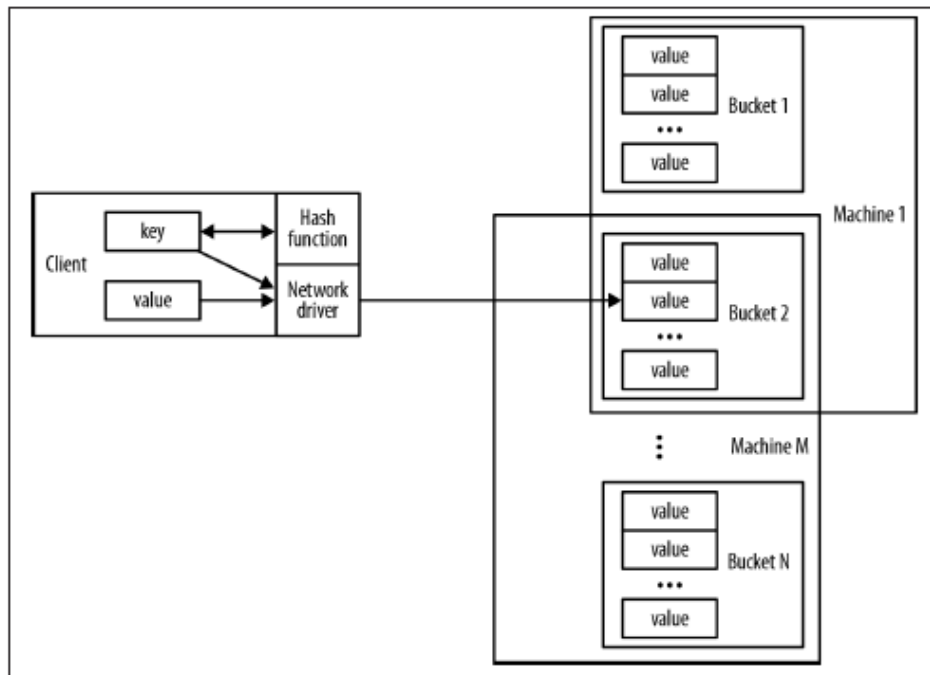 value
value
Bucket 1
...
value
Machine 1
Client
key
Hash
function
value
Network
driver
value
value
Bucket 2
...
value
Machine M
value
value
Bucket N
...
value